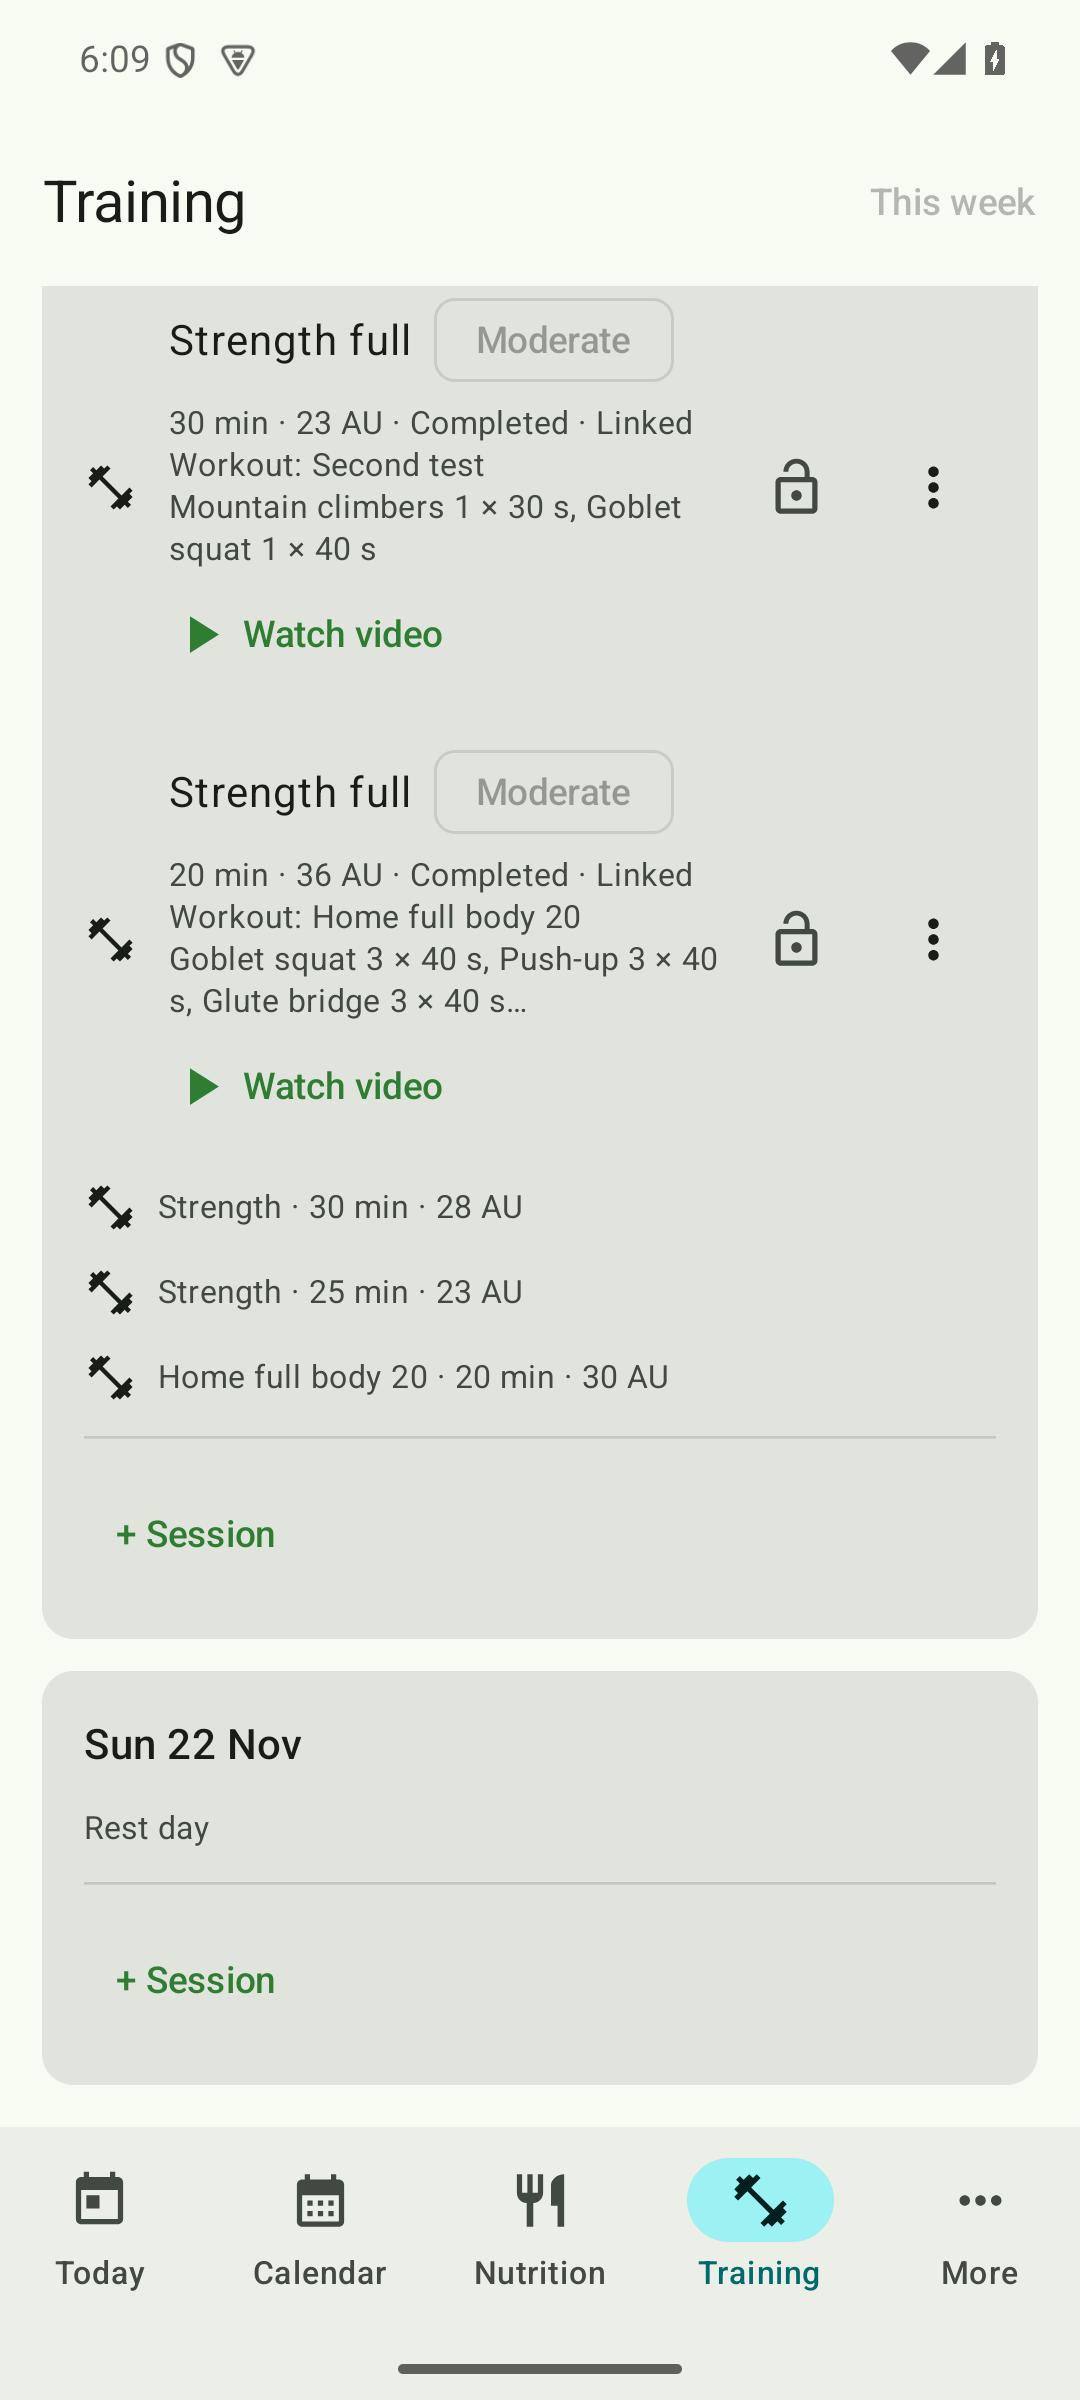 6:09
Training
This week
Strength full
Moderate
30 min · 23 AU · Completed · Linked
Workout: Second test
Mountain climbers 1 × 30 s, Goblet
squat 1 × 40 s
Watch video
Strength full
Moderate
20 min · 36 AU · Completed · Linked
Workout: Home full body 20
Goblet squat 3 × 40 s, Push-up 3 × 40
s, Glute bridge 3 × 40 s…
Watch video
Strength · 30 min · 28 AU
Strength · 25 min · 23 AU
Home full body 20 · 20 min · 30 AU
+ Session
Sun 22 Nov
Rest day
+ Session
Today
Calendar
Nutrition
Training
More